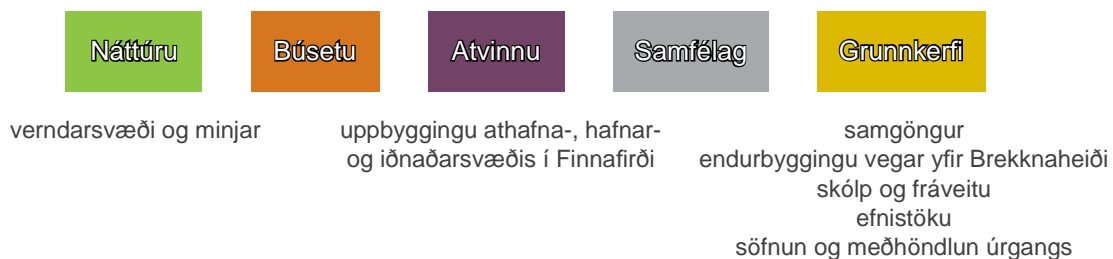 Náttúru
Búsetu
Atvinnu
Samfélag
Grunnkerfi
verndarsvæði og minjar
uppbyggingu athafna-, hafnar-
og iðnaðarsvæðis í Finnafirði
samgöngur
endurbyggingu vegar yfir Brekknaheiði
skólp og fráveitu
efnistöku
söfnun og meðhöndlun úrgangs